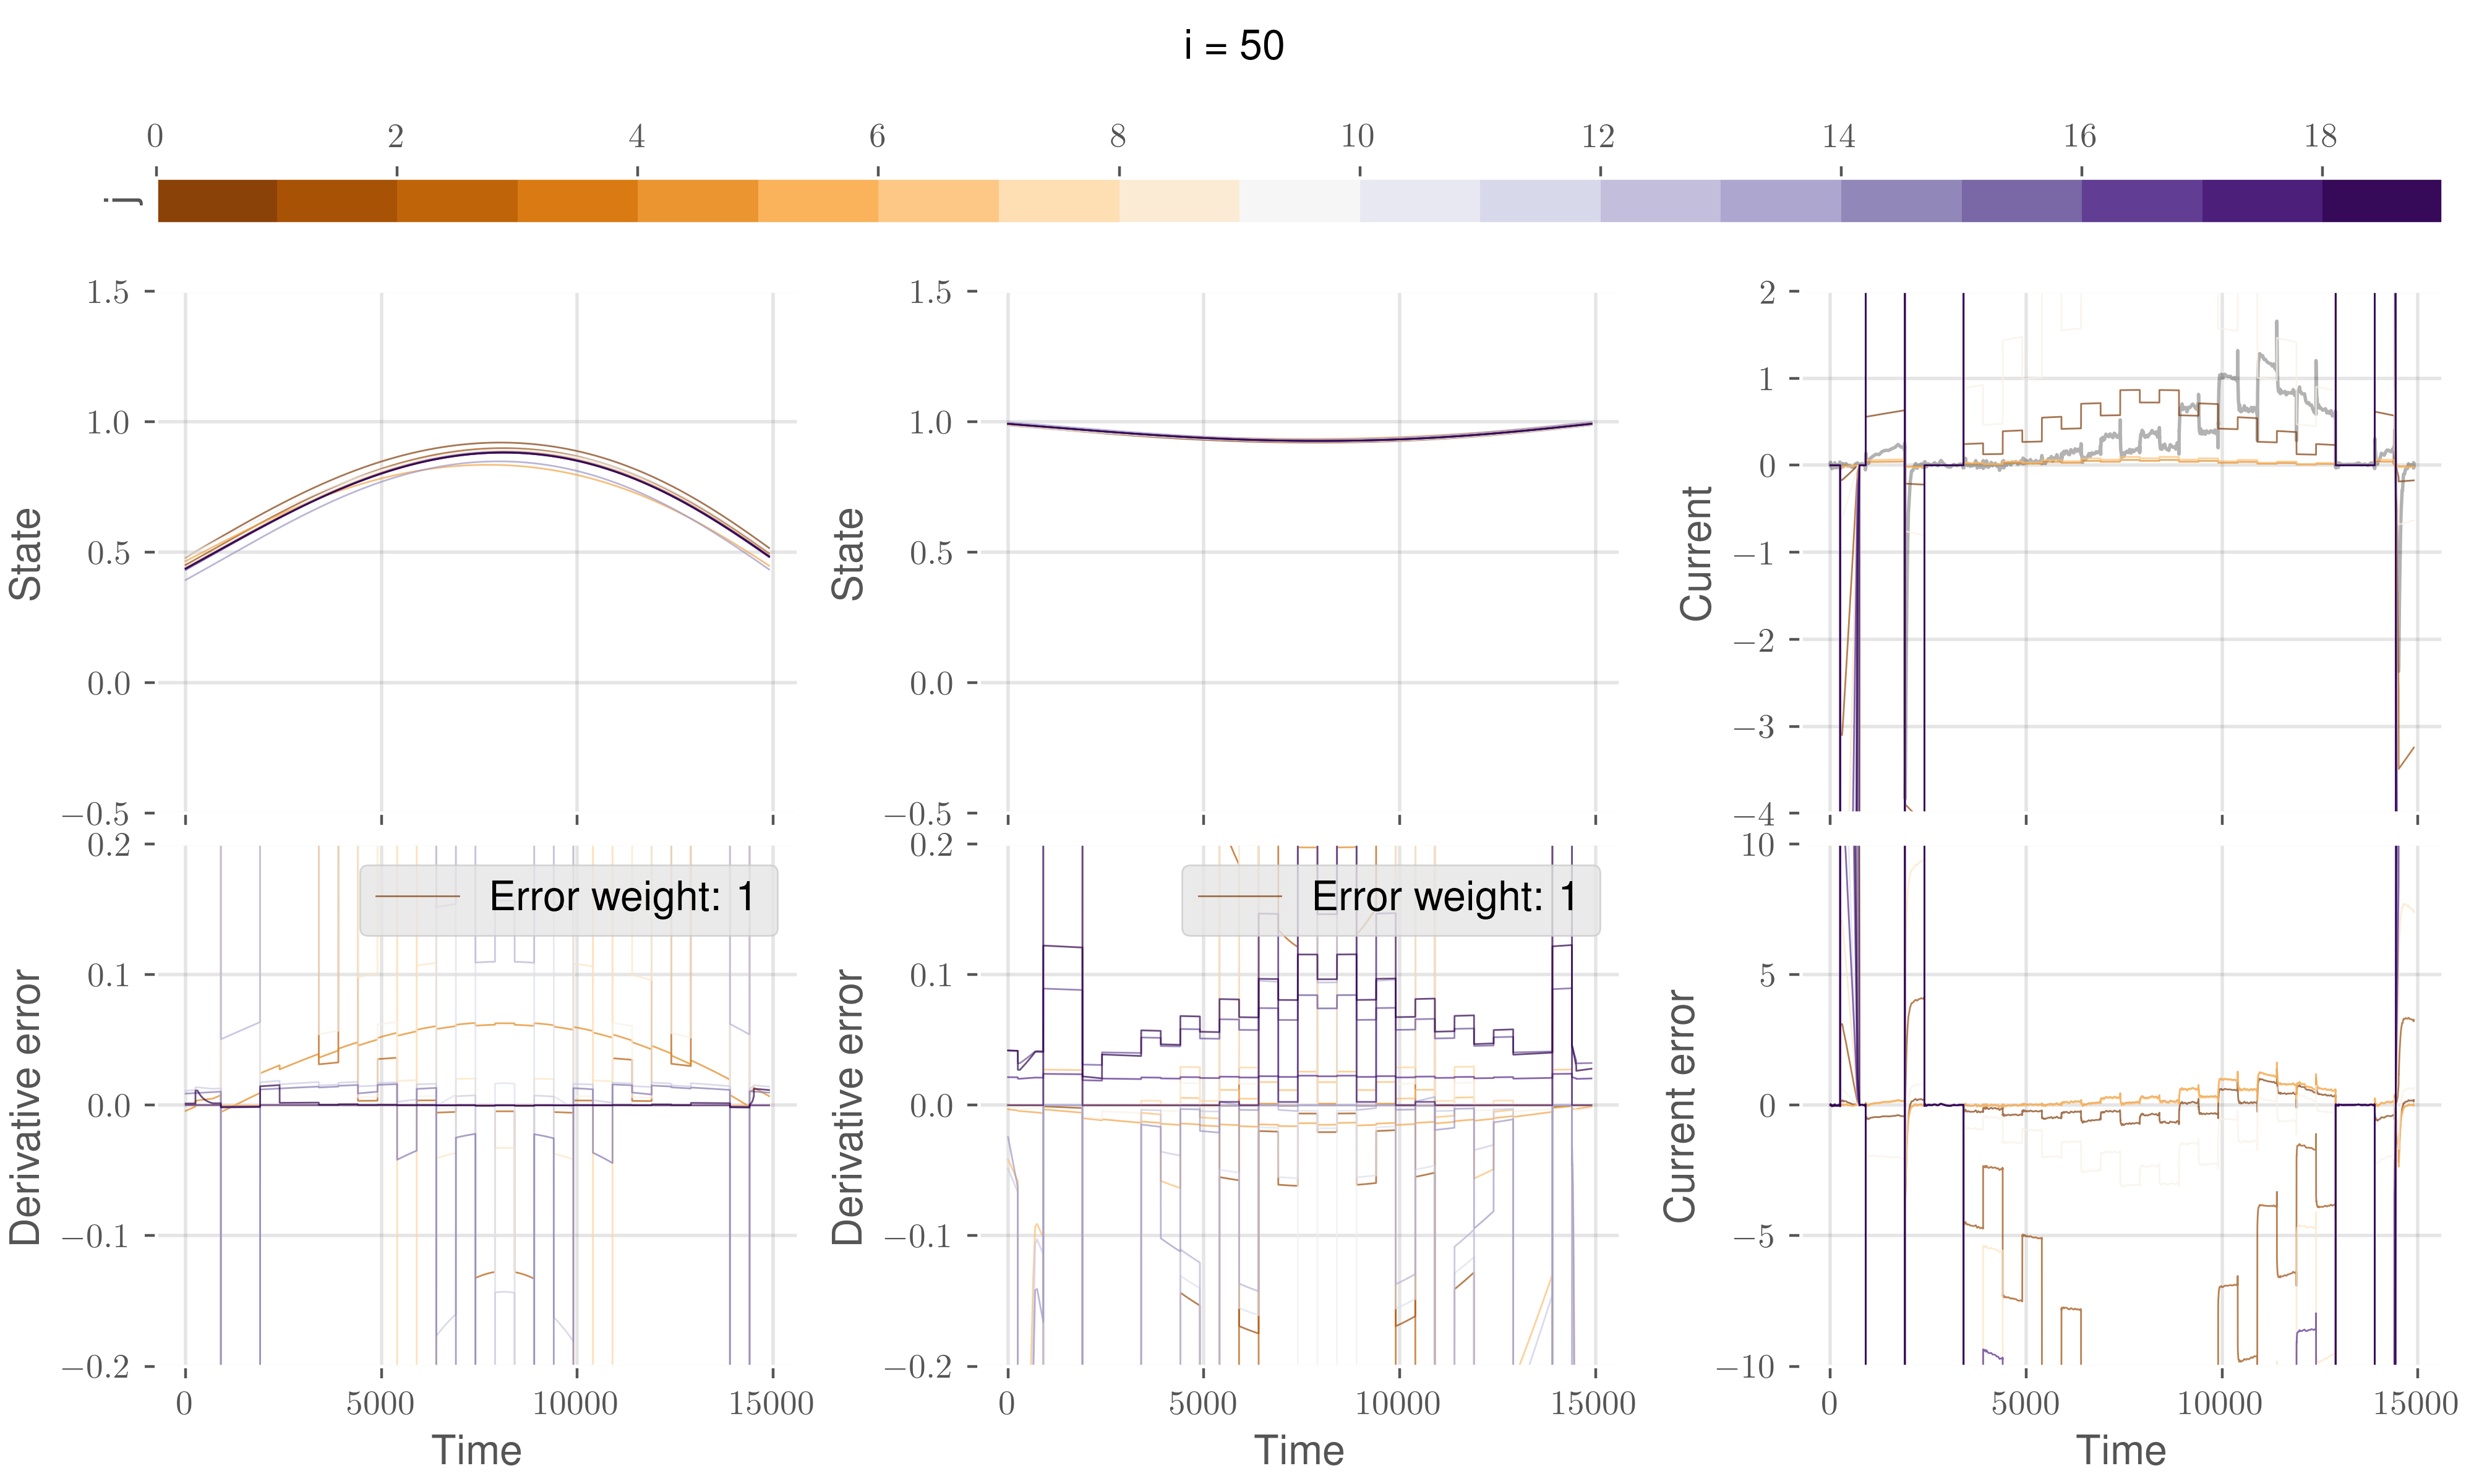 i = 50
0 2 4 6 8 10 12 14 16 18
j
1.5 1.0 0.5 0.0 −0.5
State
1.5 1.0 0.5 0.0 −0.5
State
2 1 0 −1 −2 −3 −4
Current
0.2 0.1 0.0 −0.1 −0.2
Derivative error
Error weight: 1
0 5000 10000 15000
Time
0.2 0.1 0.0 −0.1 −0.2
Derivative error
Error weight: 1
0 5000 10000 15000
Time
10 5 0 −5 −10
Current error
0 5000 10000 15000
Time